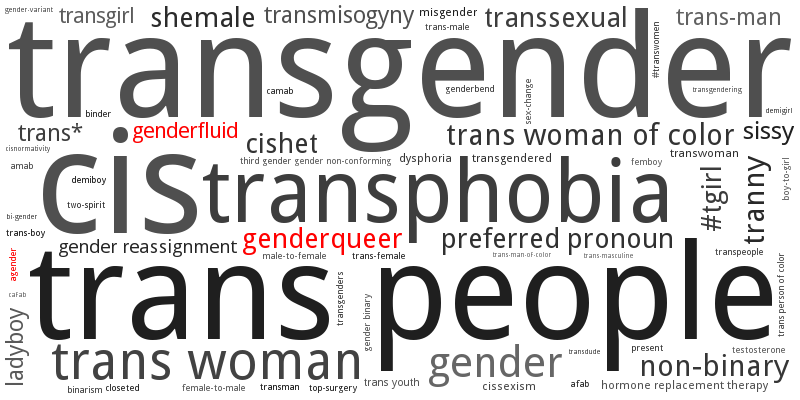 gender-variant
transgirl
shemale
transmisogyny
misgender
transsexual
trans-man
trans-male
transgender
#transwomen
camab
genderbend
sex-change
transgendering
binder
demigirl
trans*
genderfluid
cishet
trans woman of color
sissy
cisnormativity
amab
third gender
gender non-conforming
dysphoria
transgendered
transwoman
femboy
boy-to-girl
cis
transphobia
demiboy
two-spirit
#tgirl
tranny
bi-gender
trans-boy
gender reassignment
genderqueer
preferred pronoun
agender
male-to-female
trans-female
trans-man-of-color
trans-masculine
transpeople
trans person of color
trans people
transgenders
cafab
gender binary
ladyboy
trans woman
gender
transdude
present
testosterone
non-binary
binarism
closeted
female-to-male
transman
top-surgery
trans youth
cissexism
afab
hormone replacement therapy